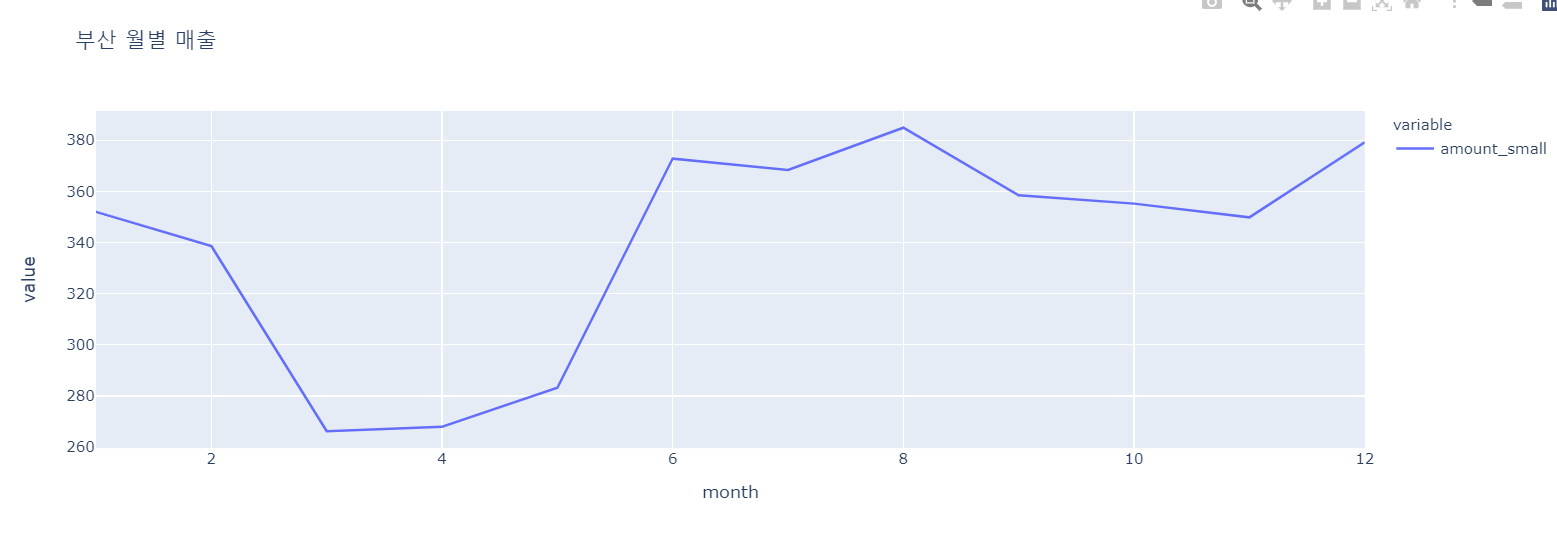 부산 월별 매출
380
360
340
320
300
280
260
value
2
4
6
8
10
12
month
variable
amount_small